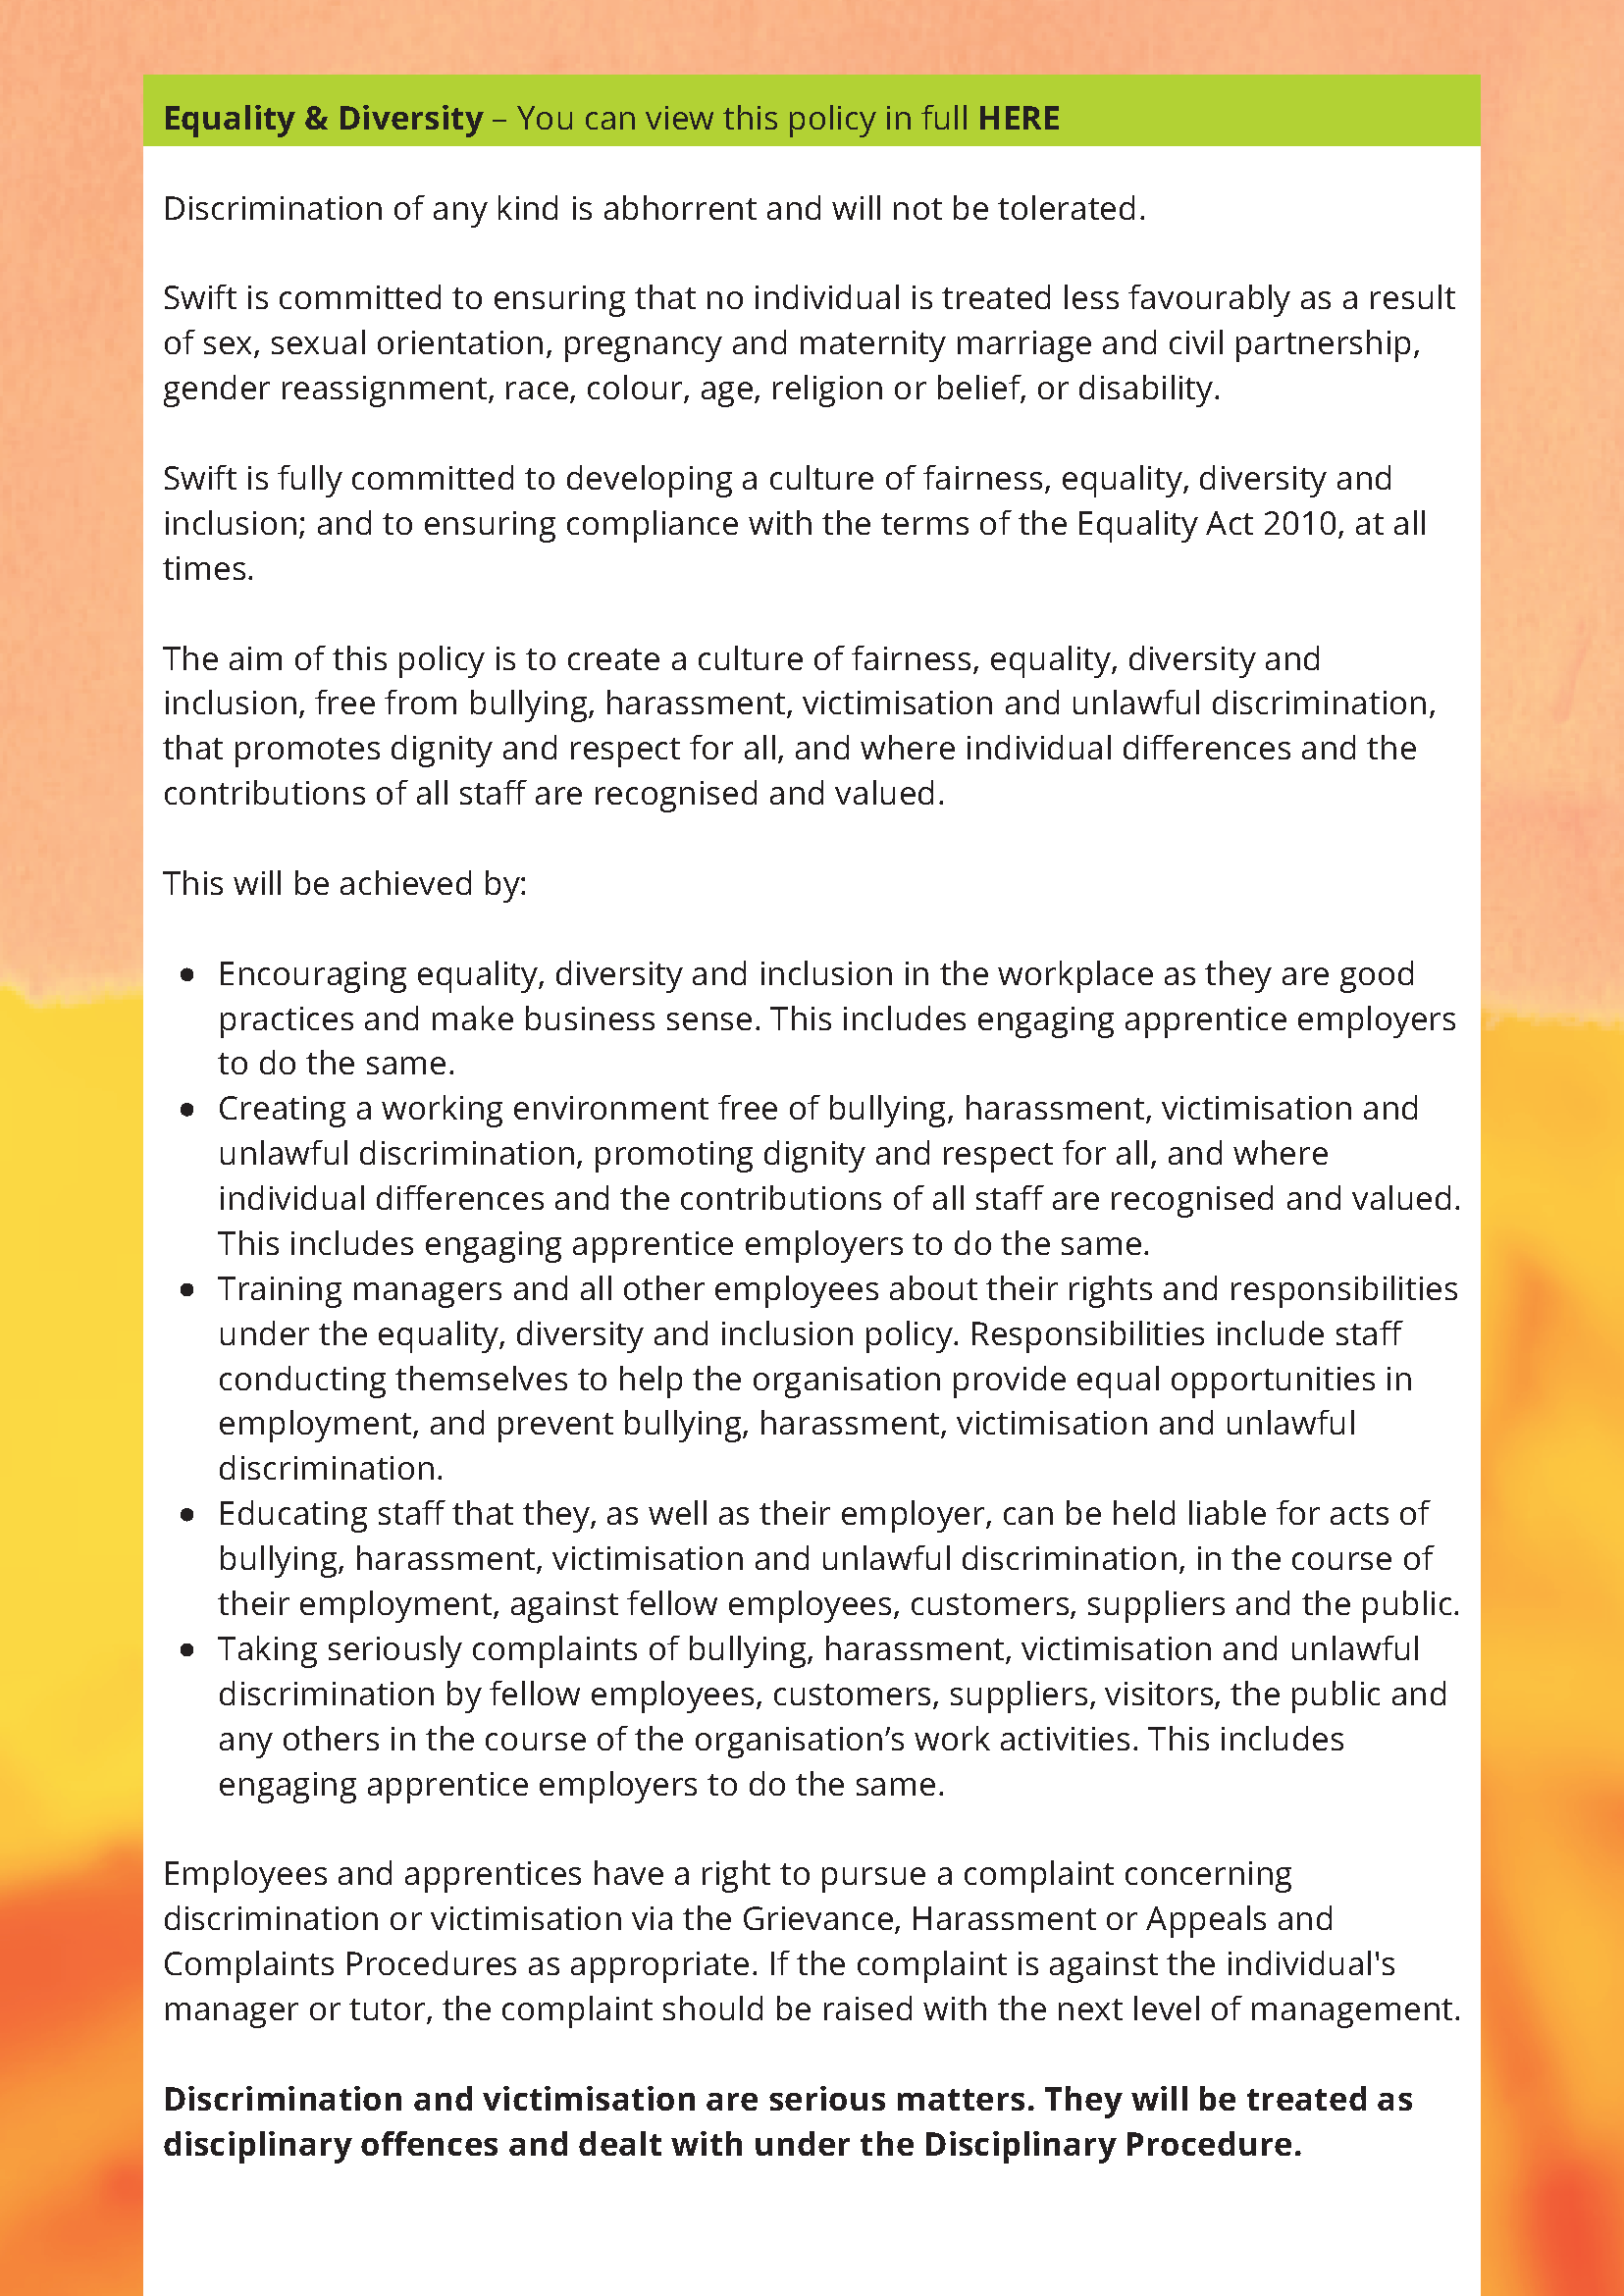 Equality & Diversity – You can view this policy in full HERE
Discrimination of any kind is abhorrent and will not be tolerated.
Swift is committed to ensuring that no individual is treated less favourably as a result
of sex, sexual orientation, pregnancy and maternity marriage and civil partnership,
gender reassignment, race, colour, age, religion or belief, or disability.
Swift is fully committed to developing a culture of fairness, equality, diversity and
inclusion; and to ensuring compliance with the terms of the Equality Act 2010, at all
times.
The aim of this policy is to create a culture of fairness, equality, diversity and
inclusion, free from bullying, harassment, victimisation and unlawful discrimination,
that promotes dignity and respect for all, and where individual differences and the
contributions of all staff are recognised and valued.
This will be achieved by:
• Encouraging equality, diversity and inclusion in the workplace as they are good
practices and make business sense. This includes engaging apprentice employers
to do the same.
• Creating a working environment free of bullying, harassment, victimisation and
unlawful discrimination, promoting dignity and respect for all, and where
individual differences and the contributions of all staff are recognised and valued.
This includes engaging apprentice employers to do the same.
• Training managers and all other employees about their rights and responsibilities
under the equality, diversity and inclusion policy. Responsibilities include staff
conducting themselves to help the organisation provide equal opportunities in
employment, and prevent bullying, harassment, victimisation and unlawful
discrimination.
• Educating staff that they, as well as their employer, can be held liable for acts of
bullying, harassment, victimisation and unlawful discrimination, in the course of
their employment, against fellow employees, customers, suppliers and the public.
• Taking seriously complaints of bullying, harassment, victimisation and unlawful
discrimination by fellow employees, customers, suppliers, visitors, the public and
any others in the course of the organisation’s work activities. This includes
engaging apprentice employers to do the same.
Employees and apprentices have a right to pursue a complaint concerning
discrimination or victimisation via the Grievance, Harassment or Appeals and
Complaints Procedures as appropriate. If the complaint is against the individual's
manager or tutor, the complaint should be raised with the next level of management.
Discrimination and victimisation are serious matters. They will be treated as
disciplinary offences and dealt with under the Disciplinary Procedure.